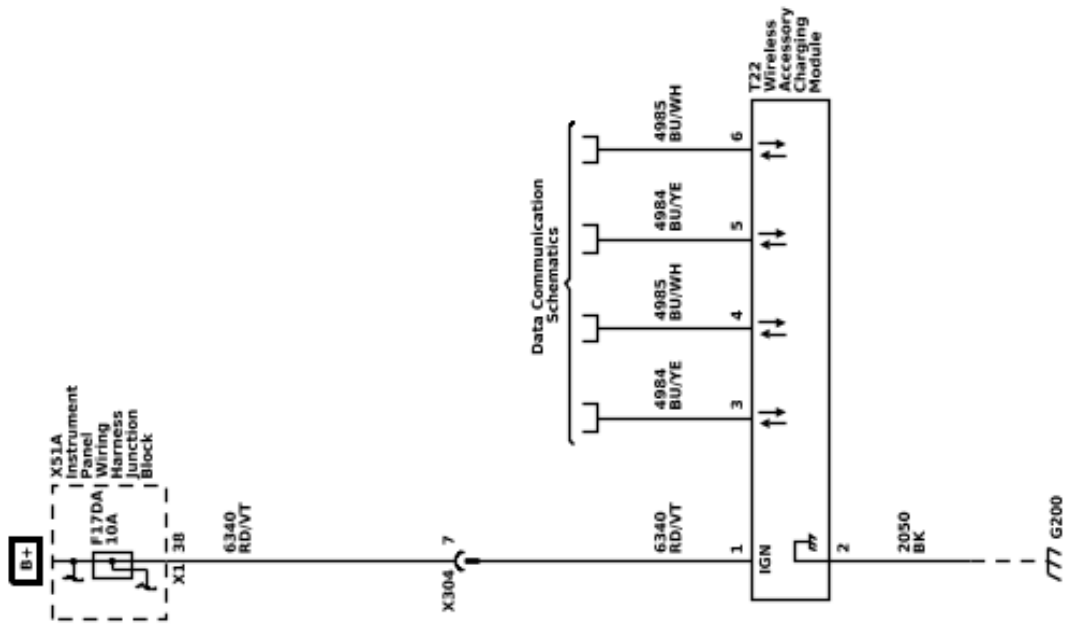 B+
X51A
Instrument
Panel
Wiring
Harness
Junction
Block
F17DA
10A
X1
38
6340
RD/VT
X304
7
6340
RD/VT
Data Communication
Schematics
4984
BU/YE
4985
BU/WH
4984
BU/YE
4985
BU/WH
1
3
4
5
6
IGN
T22
Wireless
Accessory
Charging
Module
2
2050
BK
G200